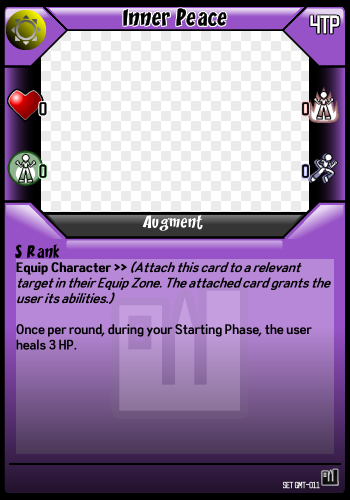 Inner Peace
4TP
0
0
0
0
Augment
S Rank
Equip Character >> (Attach this card to a relevant
target in their Equip Zone. The attached card grants the
user its abilities.)
Once per round, during your Starting Phase, the user
heals 3 HP.
SET GMT-011